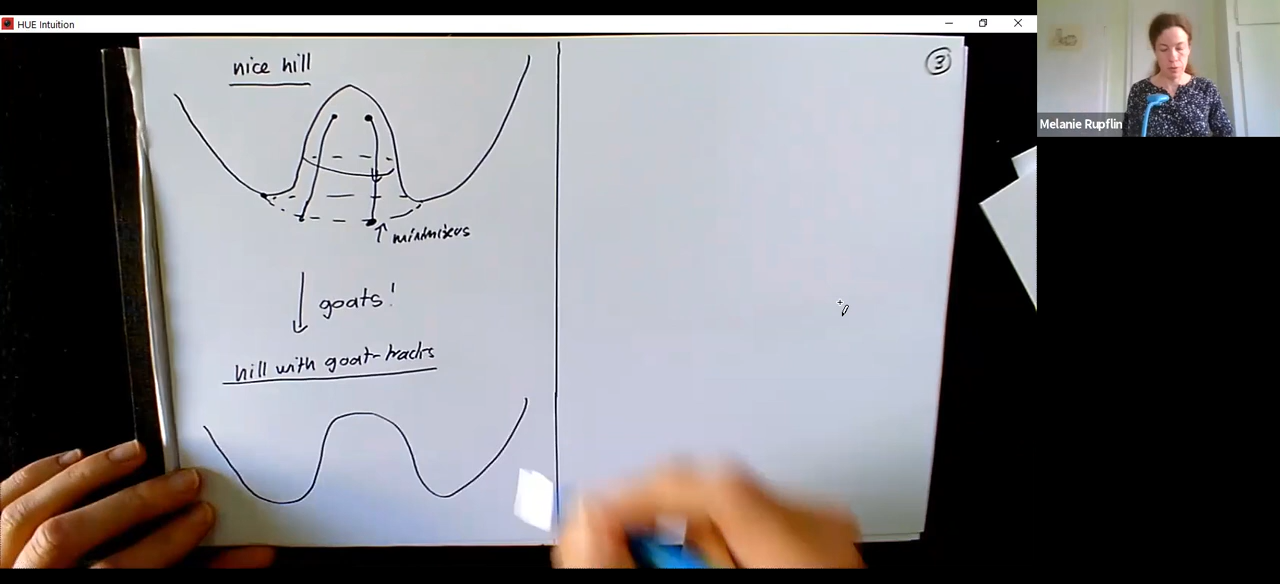 HUE Intuition
nice hill
③
Melanie Rupflin
↑ minimisers
goats!
hill with goat-tracks